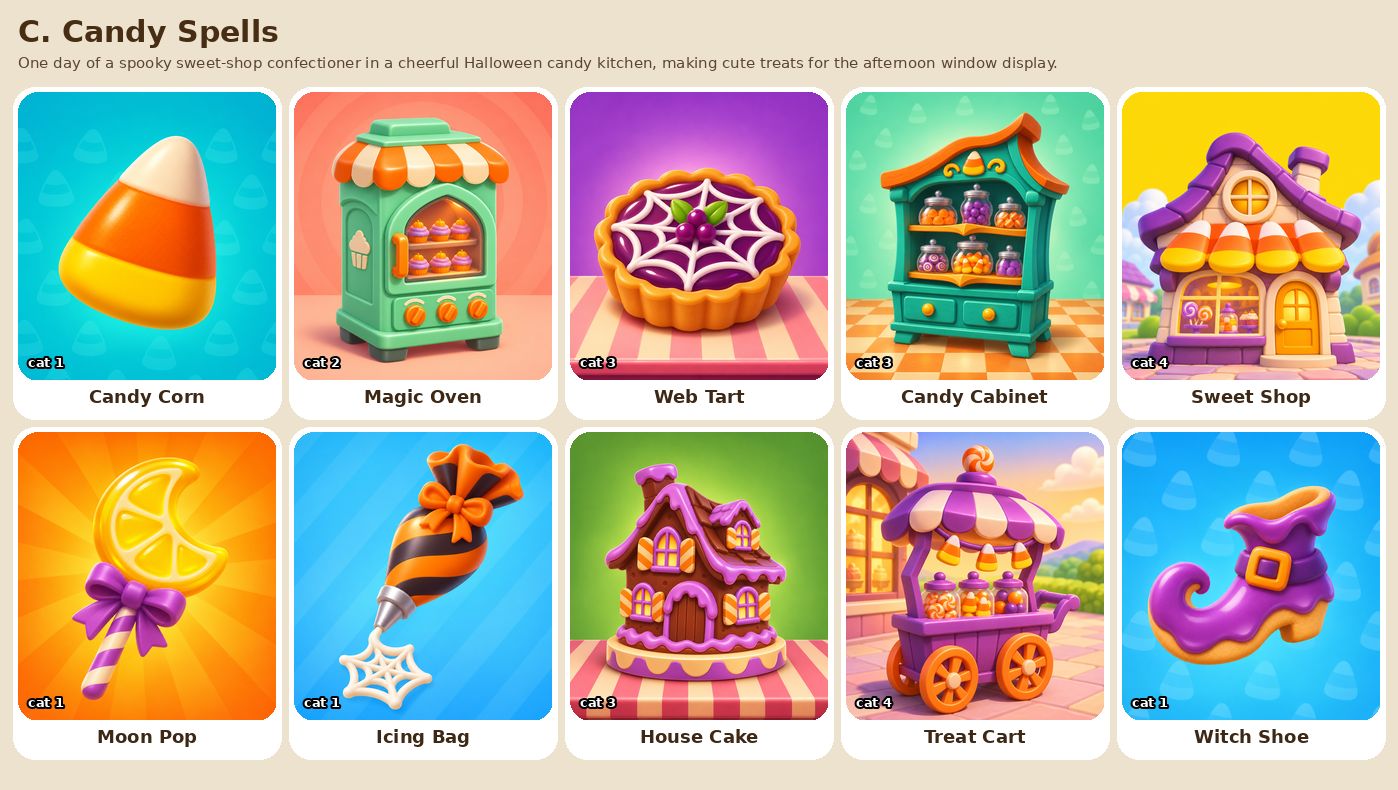 C. Candy Spells
One day of a spooky sweet-shop confectioner in a cheerful Halloween candy kitchen, making cute treats for the afternoon window display.
cat 1
cat 2
cat 3
cat 3
cat 4
Candy Corn
Magic Oven
Web Tart
Candy Cabinet
Sweet Shop
cat 1
cat 1
cat 3
cat 4
cat 1
Moon Pop
Icing Bag
House Cake
Treat Cart
Witch Shoe